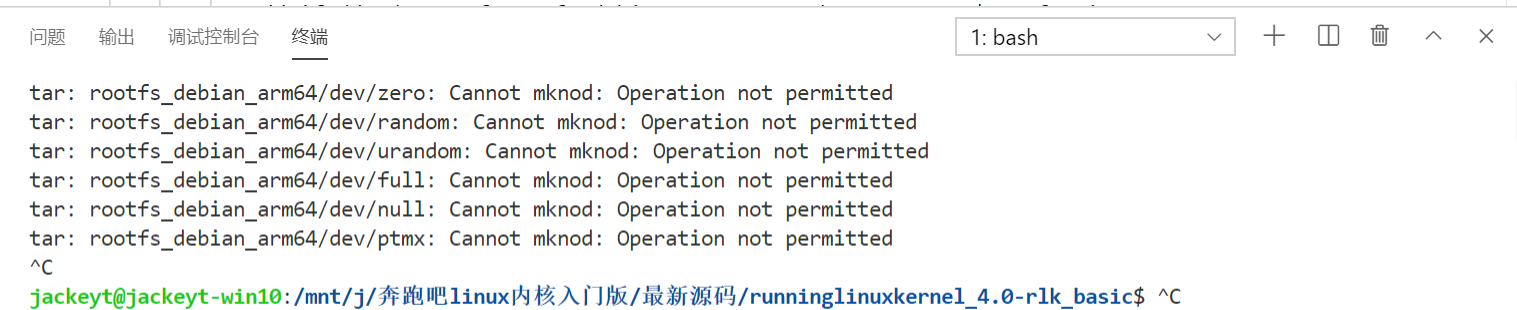 问题 输出 调试控制台 终端 1: bash
tar: rootfs_debian_arm64/dev/zero: Cannot mknod: Operation not permitted
tar: rootfs_debian_arm64/dev/random: Cannot mknod: Operation not permitted
tar: rootfs_debian_arm64/dev/urandom: Cannot mknod: Operation not permitted
tar: rootfs_debian_arm64/dev/full: Cannot mknod: Operation not permitted
tar: rootfs_debian_arm64/dev/null: Cannot mknod: Operation not permitted
tar: rootfs_debian_arm64/dev/ptmx: Cannot mknod: Operation not permitted
^C
jackeyt@jackeyt-win10:/mnt/j/奔跑吧linux内核入门版/最新源码/runninglinuxkernel_4.0-rlk_basic$ ^C